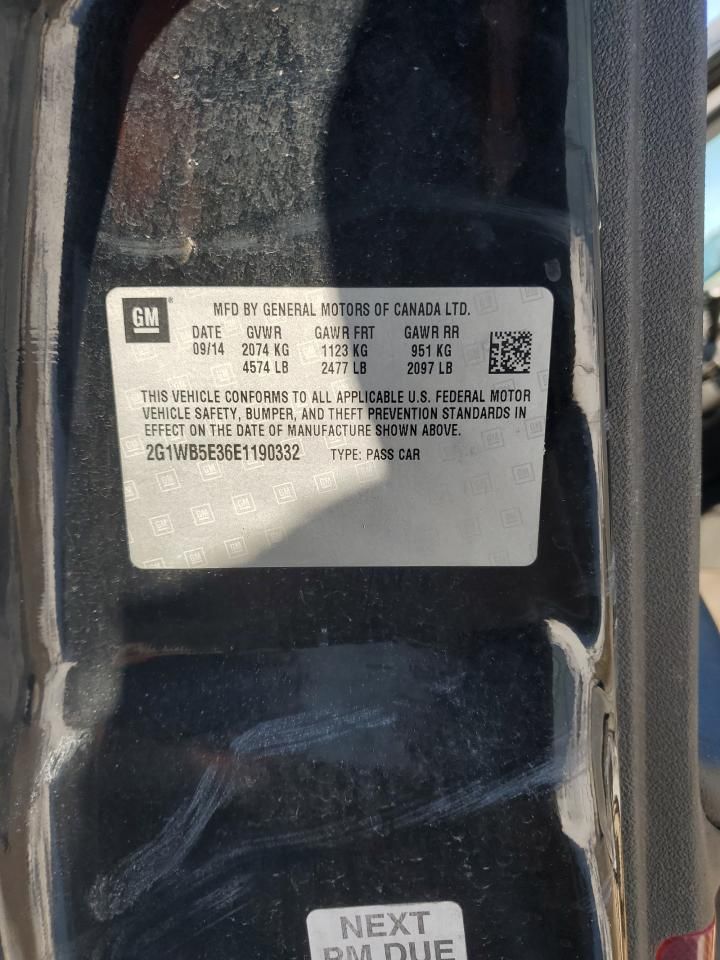 GM® MFD BY GENERAL MOTORS OF CANADA LTD.
DATE GVWR GAWR FRT GAWR RR
09/14 2074 KG 1123 KG 951 KG
4574 LB 2477 LB 2097 LB
THIS VEHICLE CONFORMS TO ALL APPLICABLE U.S. FEDERAL MOTOR
VEHICLE SAFETY, BUMPER, AND THEFT PREVENTION STANDARDS IN
EFFECT ON THE DATE OF MANUFACTURE SHOWN ABOVE.
2G1WB5E36E1190332 TYPE: PASS CAR
NEXT
PM DUE